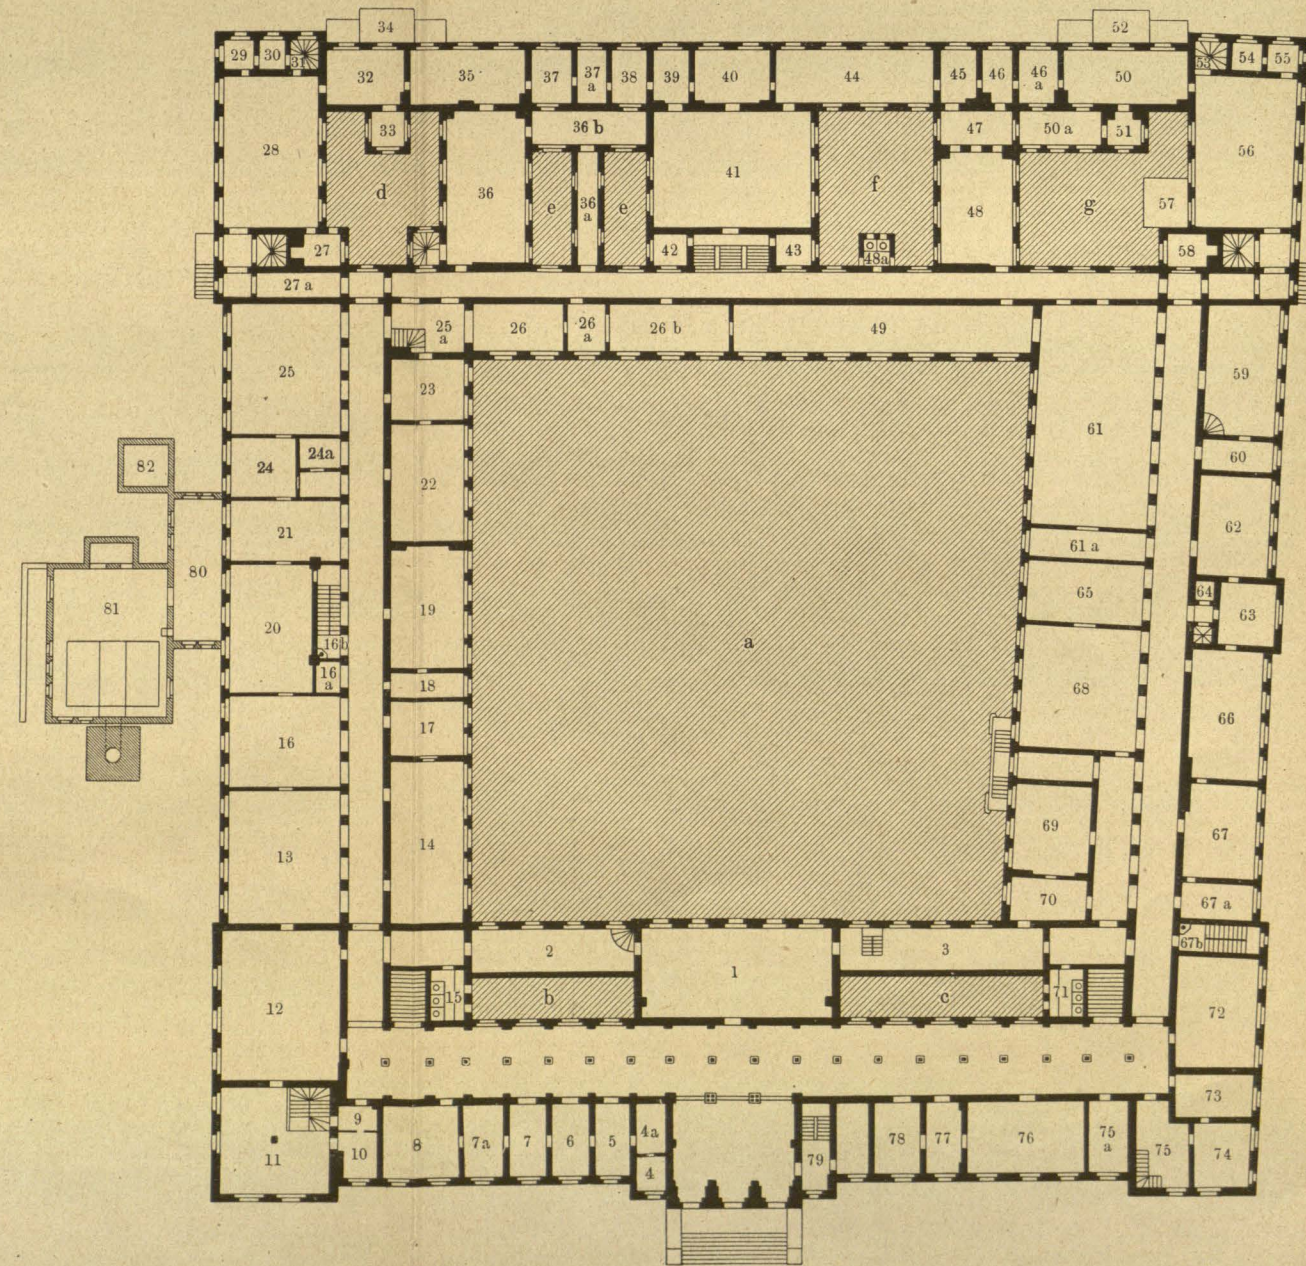 34 52
29 30 31 32 35 37 37 a 38 39 40 44 45 46 46 a 50 53 54 55
28 33 36 b 47 50 a 51 56
d 36 e 36 a e 41 f 48 g 57
27 42 43 48a 58
27 a
25 25 a 26 26 a 26 b 49 59
23 61
24 24a 22 60
82 62
21 61 a
80 65 64 63
81 20 19 a
16b
16 a 18 68 66
16 17
69 67
13 14 70 67 a
2 3 67b
1
12 15 b c 71 72
73
9 8 7a 7 6 5 4a 78 77 76 75 a 75 74
11 10 4 79